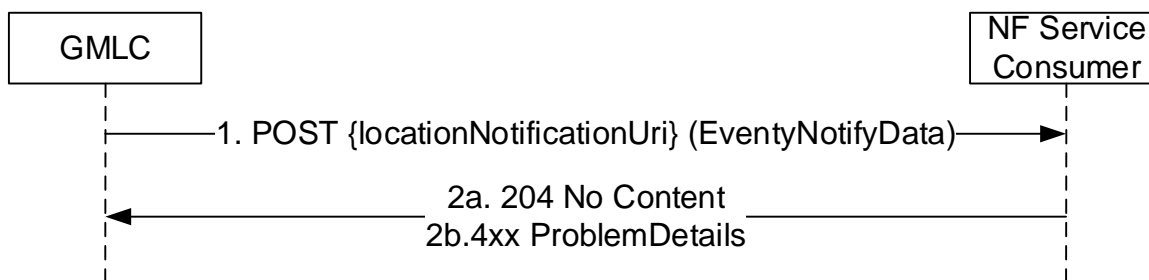 GMLC
NF Service
Consumer
1. POST {locationNotificationUri} (EventyNotifyData)
2a. 204 No Content
2b.4xx ProblemDetails